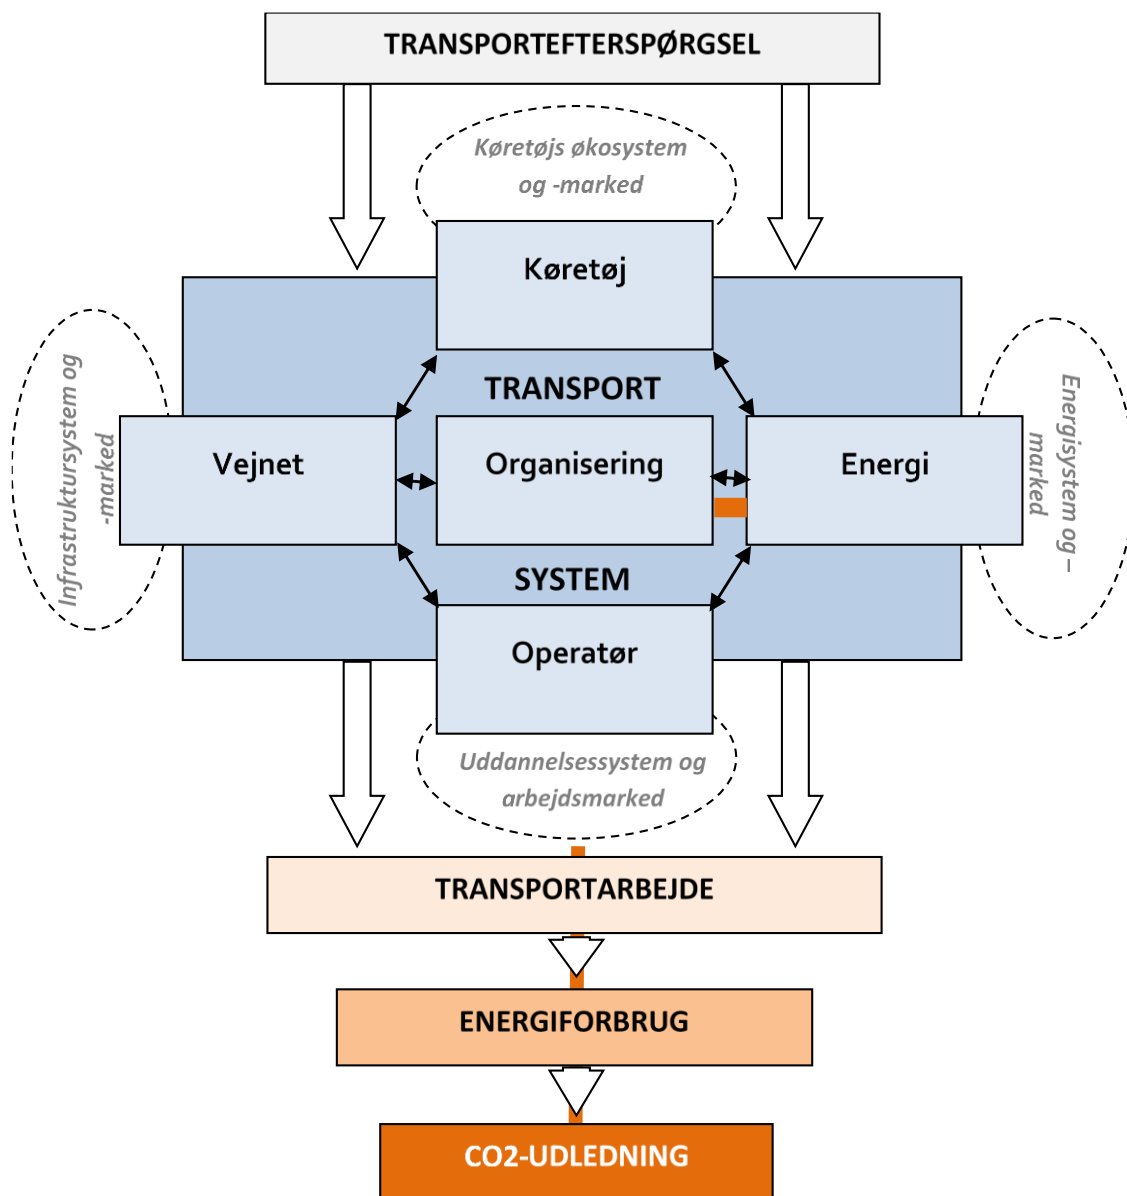 TRANSPORTEFTERSPØRGSEL
Køretøjs økosystem
og -marked
Køretøj
Infrastruktursystem og
-marked
TRANSPORT
Energisystem og –
marked
Vejnet
Organisering
Energi
SYSTEM
Operatør
Uddannelsessystem og
arbejdsmarked
TRANSPORTARBEJDE
ENERGIFORBRUG
CO2-UDLEDNING